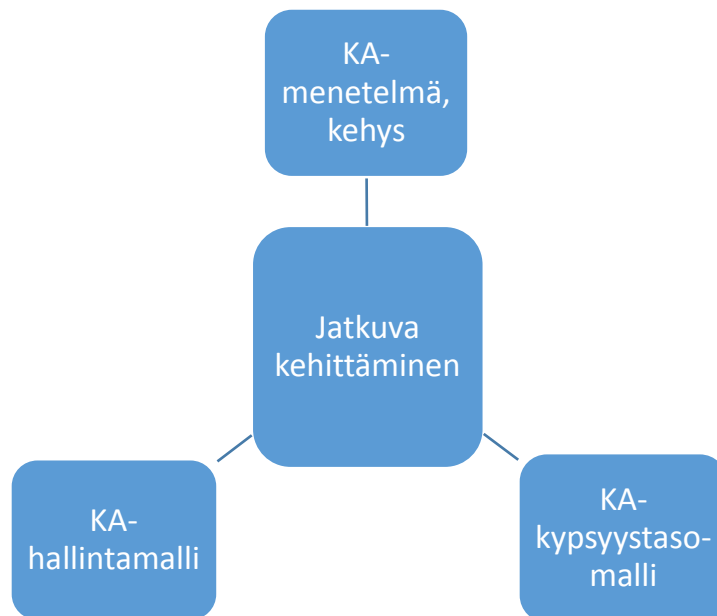 KA-
menetelmä,
kehys
Jatkuva
kehittäminen
KA-
hallintamalli
KA-
kypsyystaso-
malli